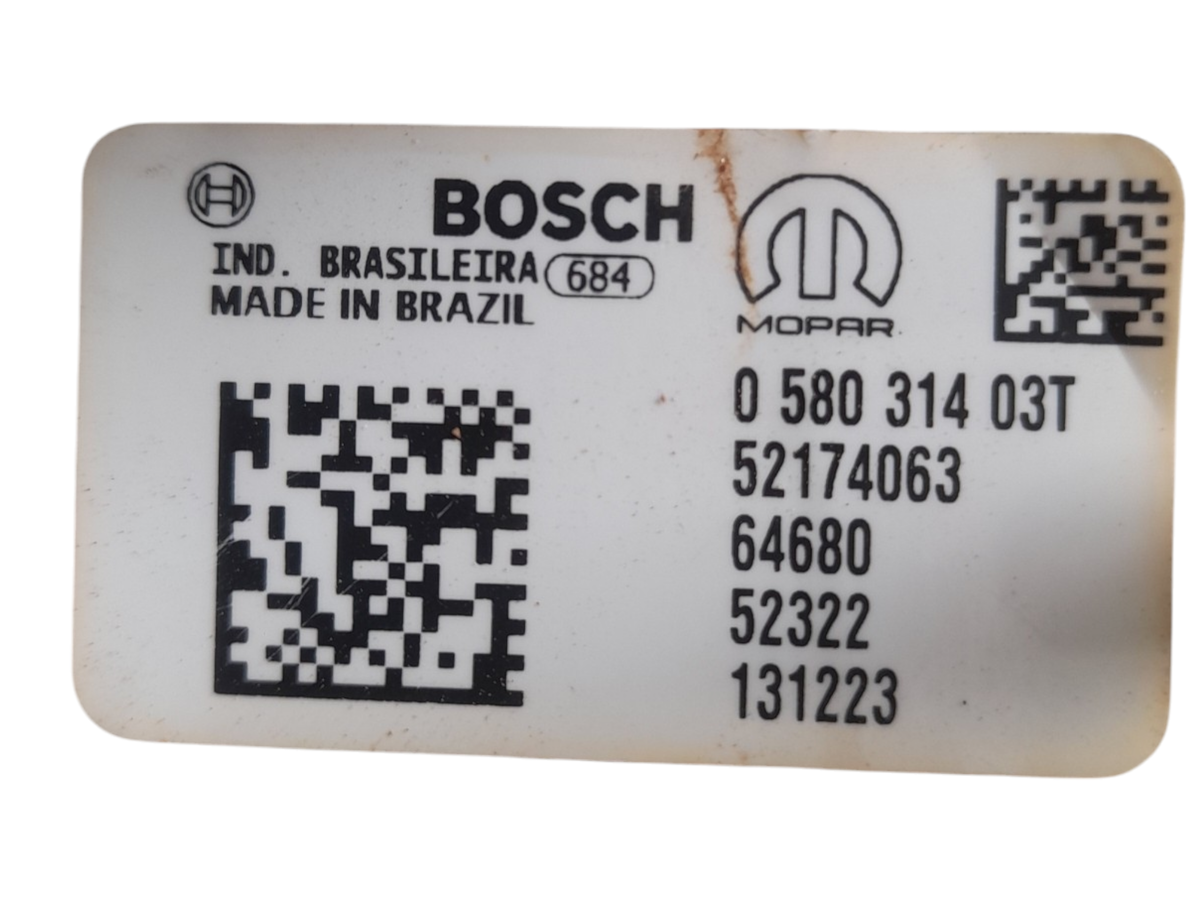 BOSCH
IND. BRASILEIRA 684
MADE IN BRAZIL
MOPAR
0 580 314 03T
52174063
64680
52322
131223